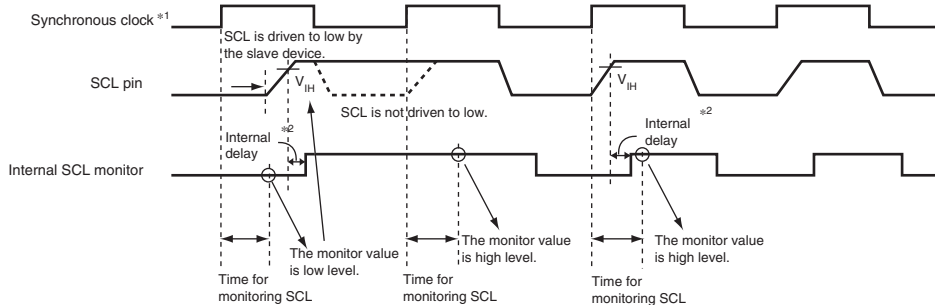 Synchronous clock *1
SCL is driven to low by
the slave device.
SCL pin
VIH
VIH
SCL is not driven to low.
*2
Internal
delay
*2
Internal
delay
Internal SCL monitor
The monitor value
is low level.
The monitor value
is high level.
The monitor value
is high level.
Time for
monitoring SCL
Time for
monitoring SCL
Time for
monitoring SCL